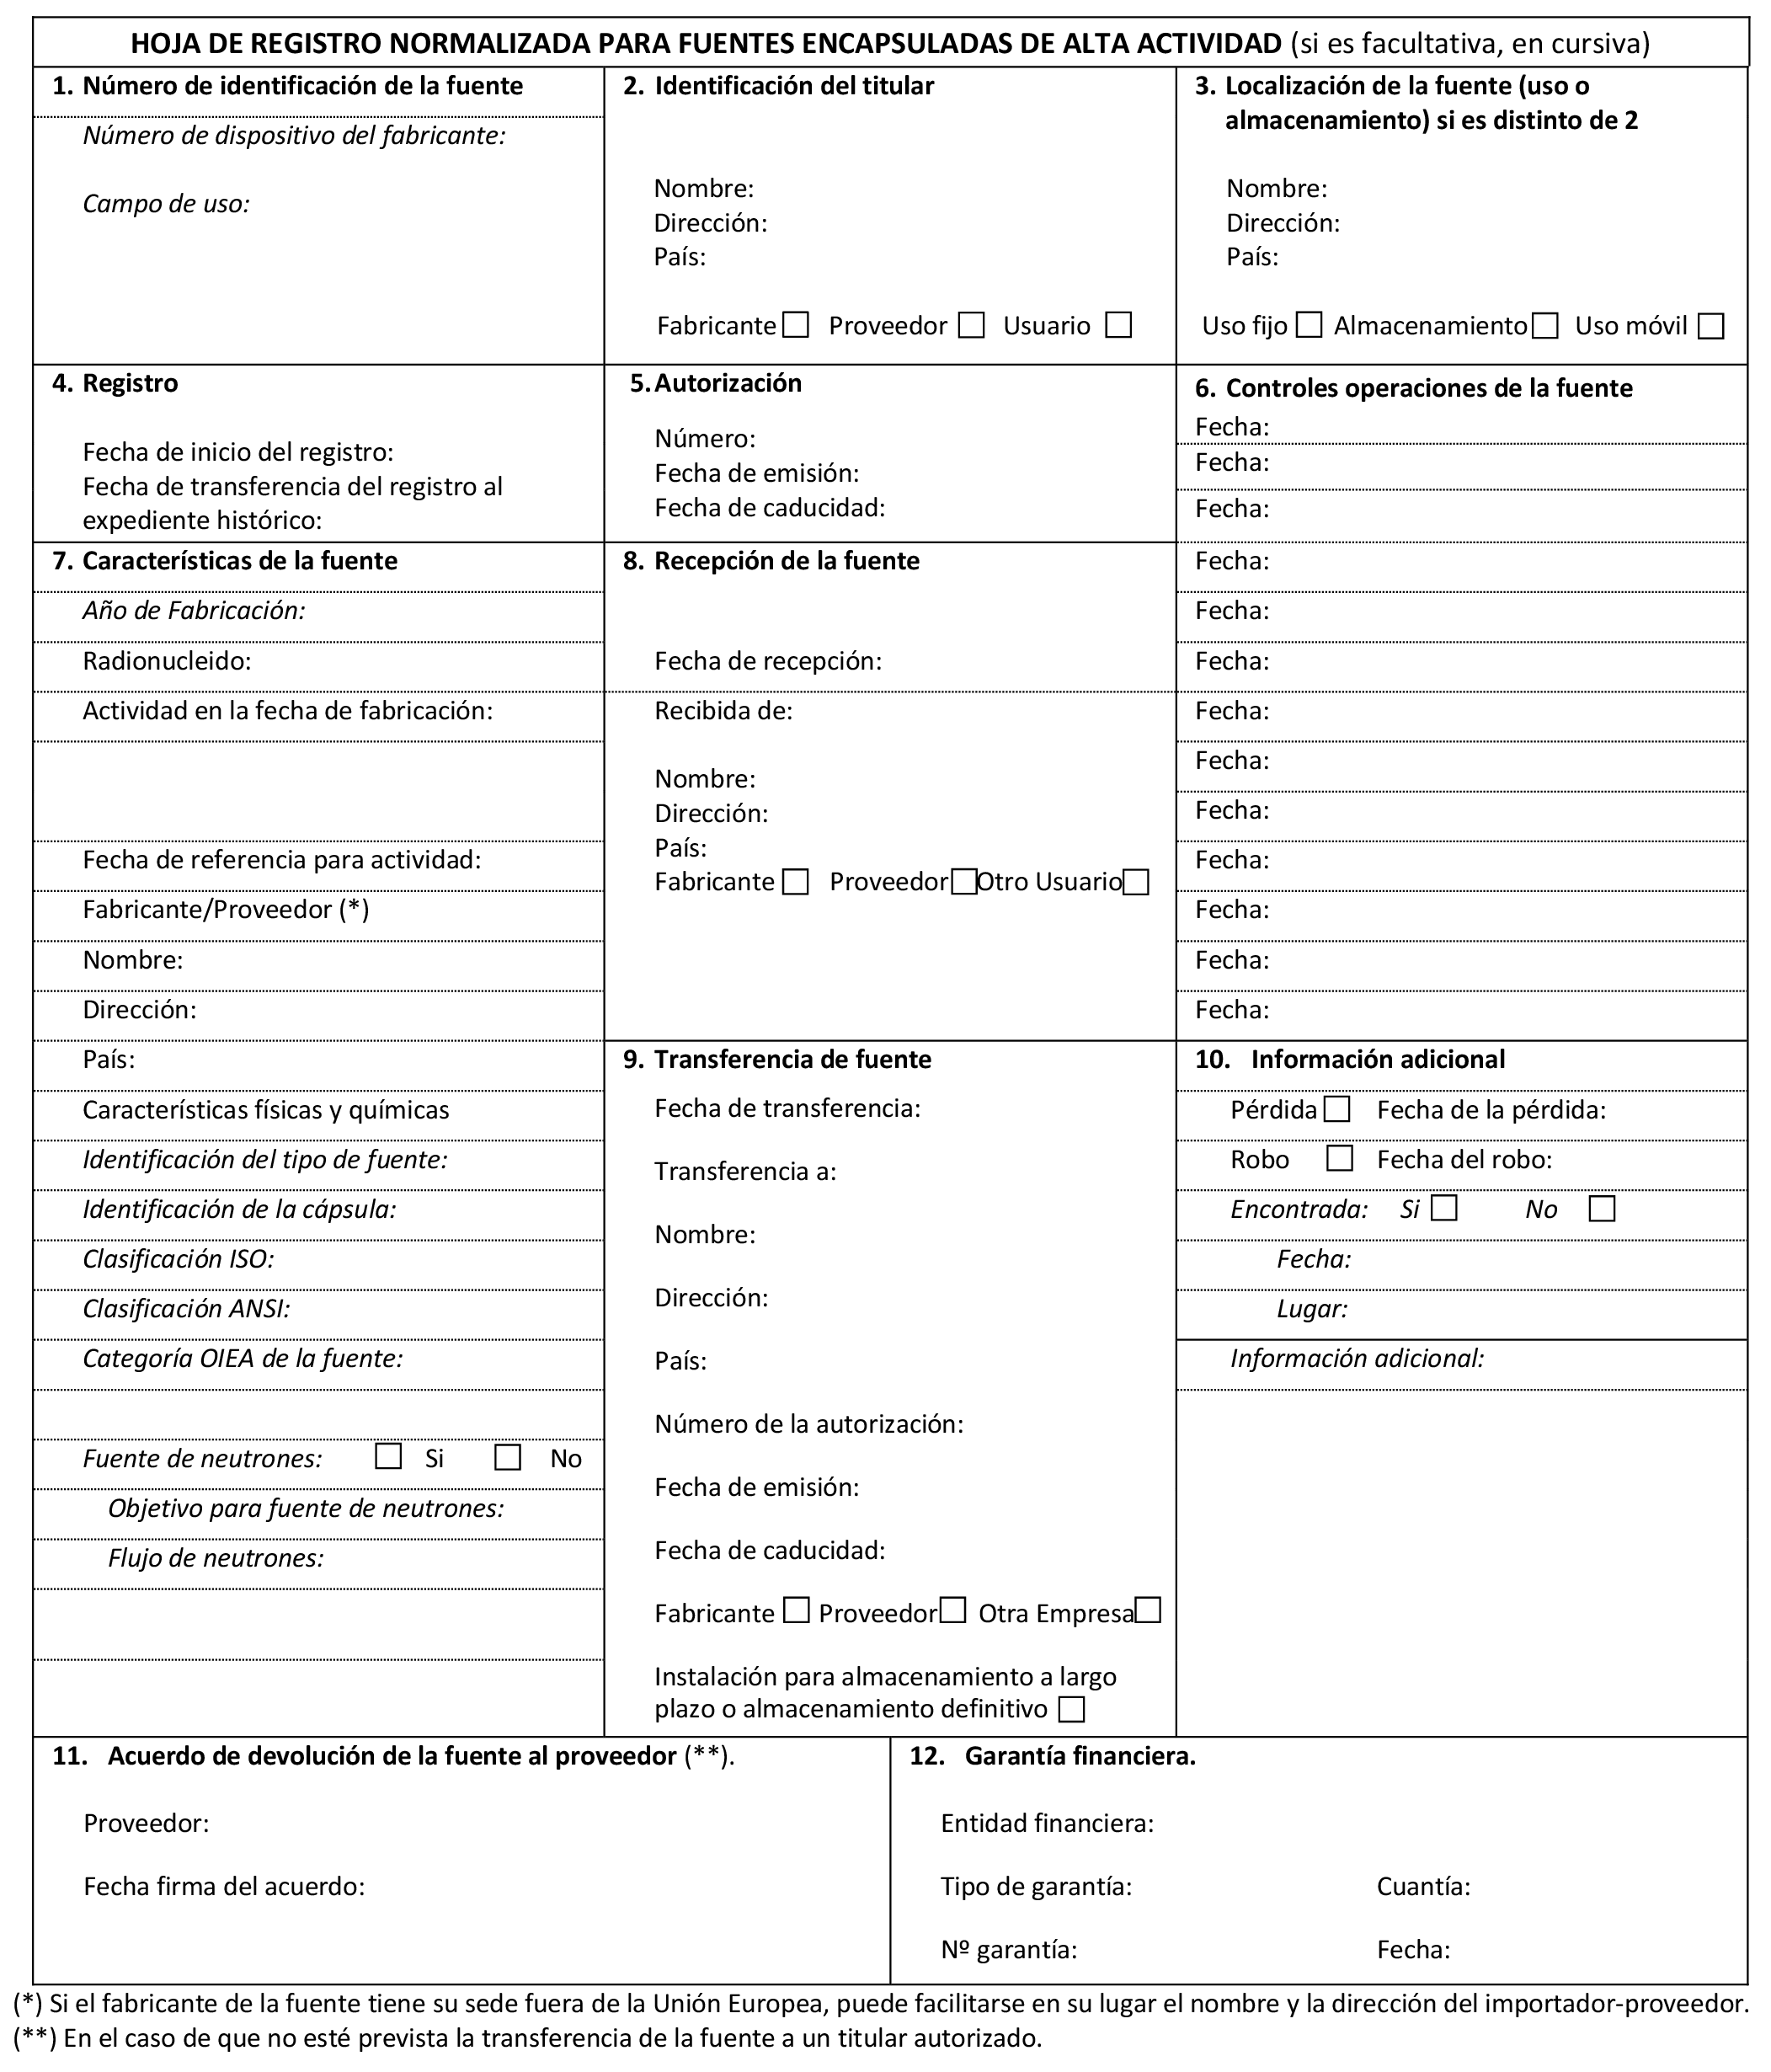 HOJA DE REGISTRO NORMALIZADA PARA FUENTES ENCAPSULADAS DE ALTA ACTIVIDAD (si es facultativa, en cursiva)
1. Número de identificación de la fuente
Número de dispositivo del fabricante:
Campo de uso:
2. Identificación del titular
Nombre:
Dirección:
País:
Fabricante Proveedor Usuario
3. Localización de la fuente (uso o
almacenamiento) si es distinto de 2
Nombre:
Dirección:
País:
Uso fijo Almacenamiento Uso móvil
4. Registro
Fecha de inicio del registro:
Fecha de transferencia del registro al
expediente histórico:
5. Autorización
Número:
Fecha de emisión:
Fecha de caducidad:
6. Controles operaciones de la fuente
Fecha:
Fecha:
Fecha:
Fecha:
Fecha:
Fecha:
Fecha:
Fecha:
Fecha:
Fecha:
Fecha:
Fecha:
Fecha:
7. Características de la fuente
Año de Fabricación:
Radionucleido:
Actividad en la fecha de fabricación:
Fecha de referencia para actividad:
Fabricante/Proveedor (*)
Nombre:
Dirección:
País:
Características físicas y químicas
Identificación del tipo de fuente:
Identificación de la cápsula:
Clasificación ISO:
Clasificación ANSI:
Categoría OIEA de la fuente:
Fuente de neutrones: Si No
Objetivo para fuente de neutrones:
Flujo de neutrones:
8. Recepción de la fuente
Fecha de recepción:
Recibida de:
Nombre:
Dirección:
País:
Fabricante Proveedor Otro Usuario
9. Transferencia de fuente
Fecha de transferencia:
Transferencia a:
Nombre:
Dirección:
País:
Número de la autorización:
Fecha de emisión:
Fecha de caducidad:
Fabricante Proveedor Otra Empresa
Instalación para almacenamiento a largo
plazo o almacenamiento definitivo
10. Información adicional
Pérdida Fecha de la pérdida:
Robo Fecha del robo:
Encontrada: Si No
Fecha:
Lugar:
Información adicional:
11. Acuerdo de devolución de la fuente al proveedor (**).
Proveedor:
Fecha firma del acuerdo:
12. Garantía financiera.
Entidad financiera:
Tipo de garantía: Cuantía:
Nº garantía: Fecha:
(*) Si el fabricante de la fuente tiene su sede fuera de la Unión Europea, puede facilitarse en su lugar el nombre y la dirección del importador-proveedor.
(**) En el caso de que no esté prevista la transferencia de la fuente a un titular autorizado.